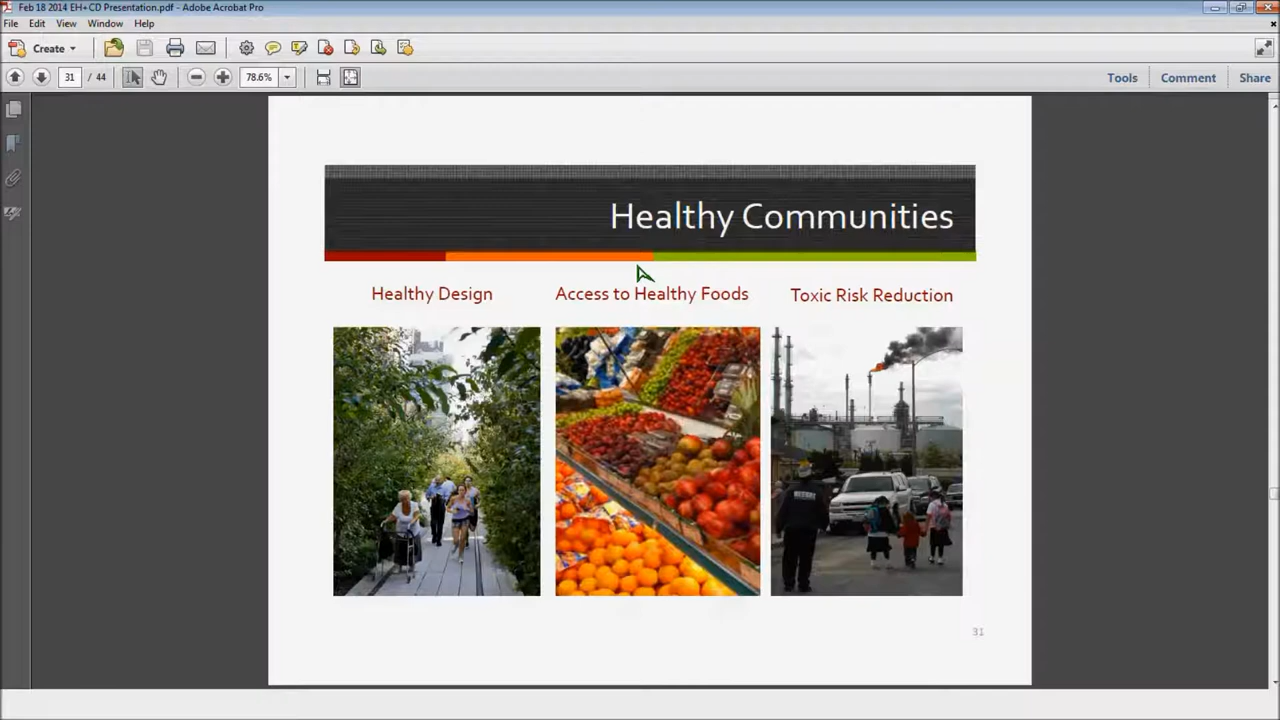 Feb 18 2014 EH+CD Presentation.pdf - Adobe Acrobat Pro
File Edit View Window Help
Create
31 / 44 78.6% Tools Comment Share
Healthy Communities
Healthy Design Access to Healthy Foods Toxic Risk Reduction
31